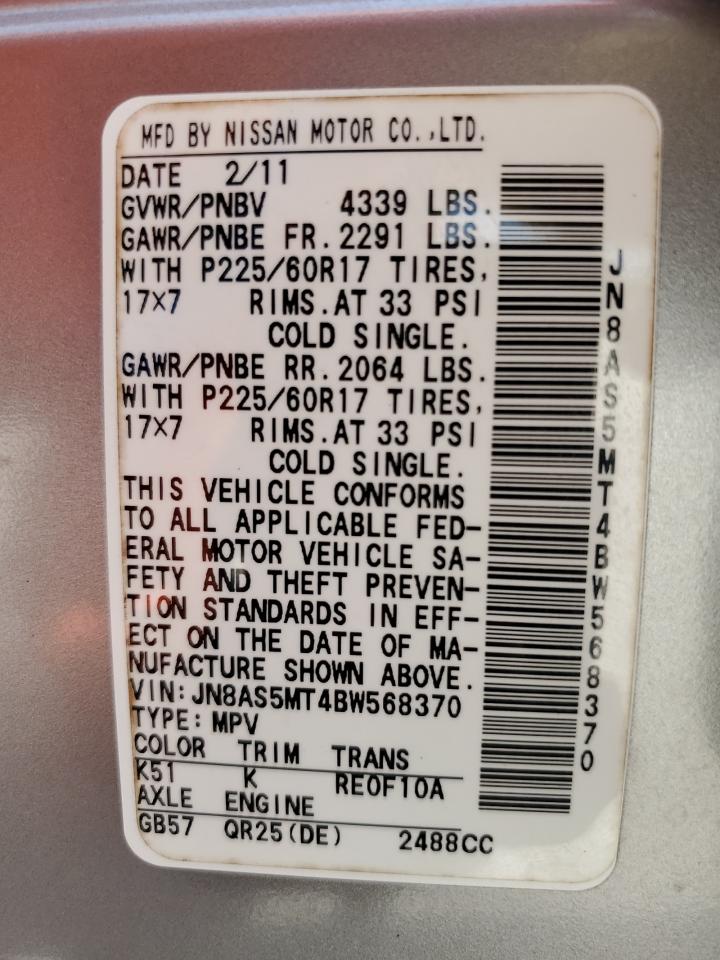 MFD BY NISSAN MOTOR CO.,LTD.
DATE 2/11
GVWR/PNBV 4339 LBS.
GAWR/PNBE FR.2291 LBS.
WITH P225/60R17 TIRES,
17×7 RIMS.AT 33 PSI
COLD SINGLE.
GAWR/PNBE RR.2064 LBS.
WITH P225/60R17 TIRES,
17×7 RIMS.AT 33 PSI
COLD SINGLE.
THIS VEHICLE CONFORMS
TO ALL APPLICABLE FED-
ERAL MOTOR VEHICLE SA-
FETY AND THEFT PREVEN-
TION STANDARDS IN EFF-
ECT ON THE DATE OF MA-
NUFACTURE SHOWN ABOVE.
VIN:JN8AS5MT4BW568370
TYPE:MPV
COLOR TRIM TRANS
K51 K RE0F10A
AXLE ENGINE
GB57 QR25(DE) 2488CC
JN8AS5MT4BW568370